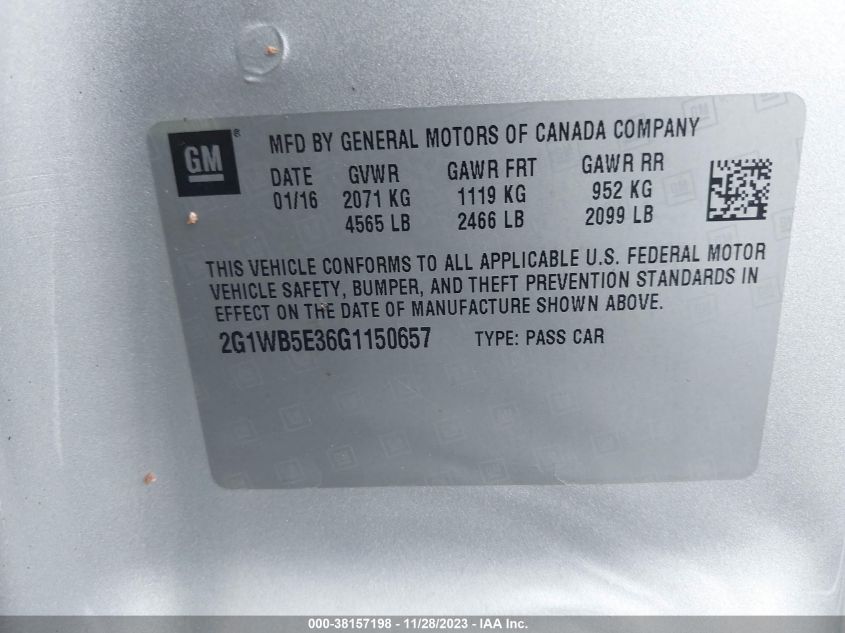 GM
®
MFD BY GENERAL MOTORS OF CANADA COMPANY
DATE GVWR GAWR FRT GAWR RR
01/16 2071 KG 1119 KG 952 KG
4565 LB 2466 LB 2099 LB
THIS VEHICLE CONFORMS TO ALL APPLICABLE U.S. FEDERAL MOTOR
VEHICLE SAFETY, BUMPER, AND THEFT PREVENTION STANDARDS IN
EFFECT ON THE DATE OF MANUFACTURE SHOWN ABOVE.
2G1WB5E36G1150657 TYPE: PASS CAR
000-38157198 - 11/28/2023 - IAA Inc.